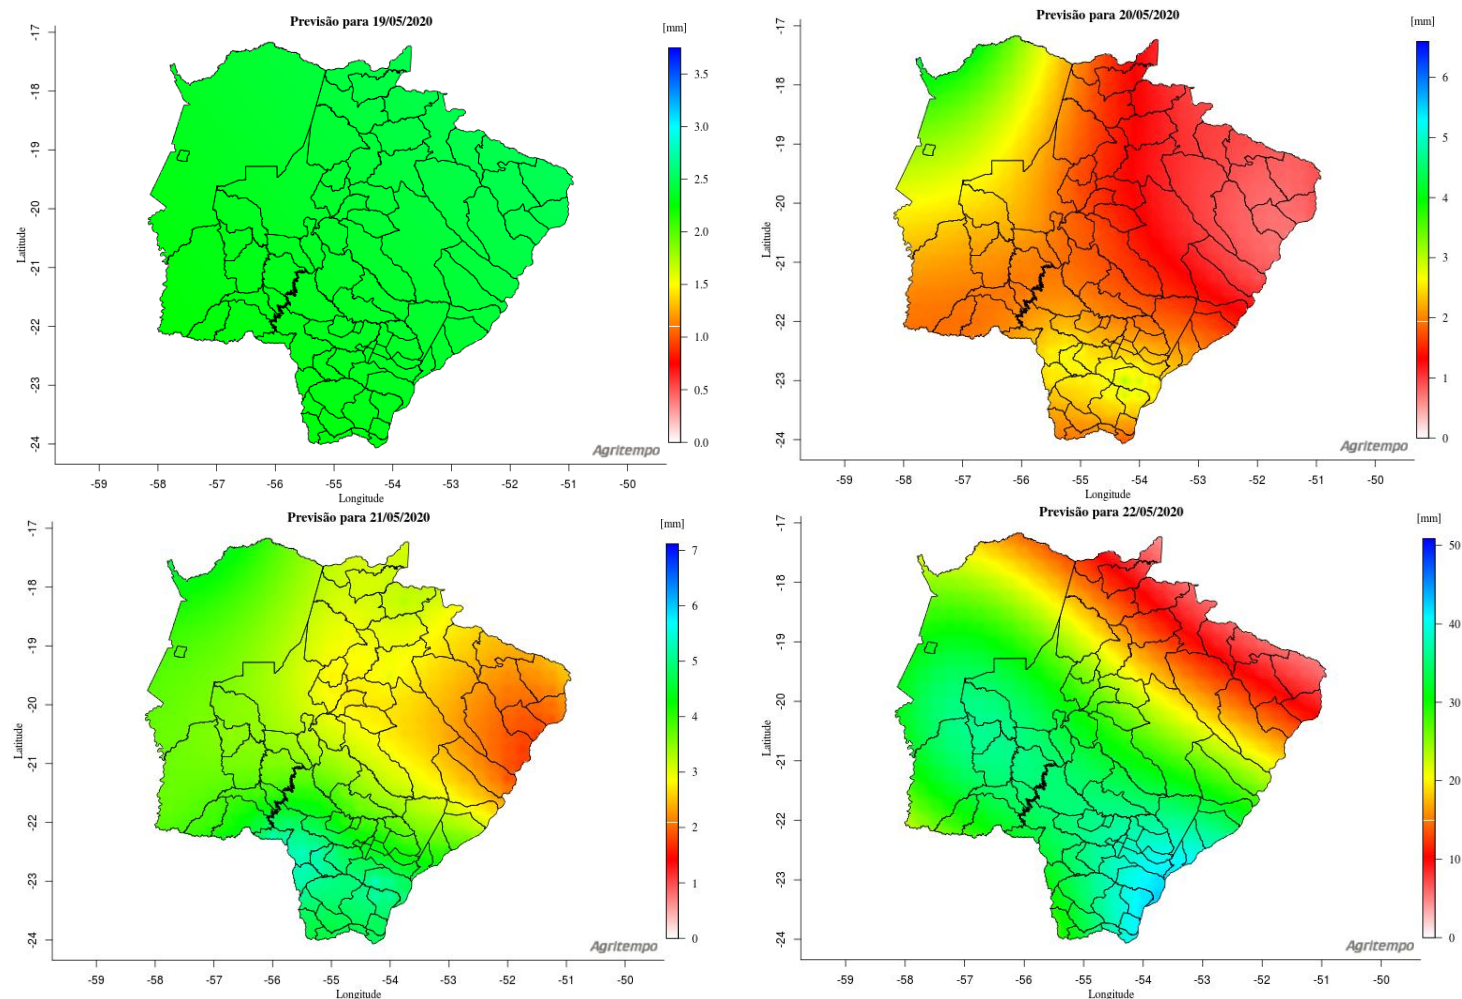 Previsão para 19/05/2020
[mm]
-17
-18
-19
-20
-21
-22
-23
-24
Latitude
3.5
3.0
2.5
2.0
1.5
1.0
0.5
0.0
Agritempo
-59 -58 -57 -56 -55 -54 -53 -52 -51 -50
Longitude
Previsão para 20/05/2020
[mm]
-17
-18
-19
-20
-21
-22
-23
-24
Latitude
6
5
4
3
2
1
0
Agritempo
-59 -58 -57 -56 -55 -54 -53 -52 -51 -50
Longitude
Previsão para 21/05/2020
[mm]
-17
-18
-19
-20
-21
-22
-23
-24
Latitude
7
6
5
4
3
2
1
0
Agritempo
-59 -58 -57 -56 -55 -54 -53 -52 -51 -50
Longitude
Previsão para 22/05/2020
[mm]
-17
-18
-19
-20
-21
-22
-23
-24
Latitude
50
40
30
20
10
0
Agritempo
-59 -58 -57 -56 -55 -54 -53 -52 -51 -50
Longitude